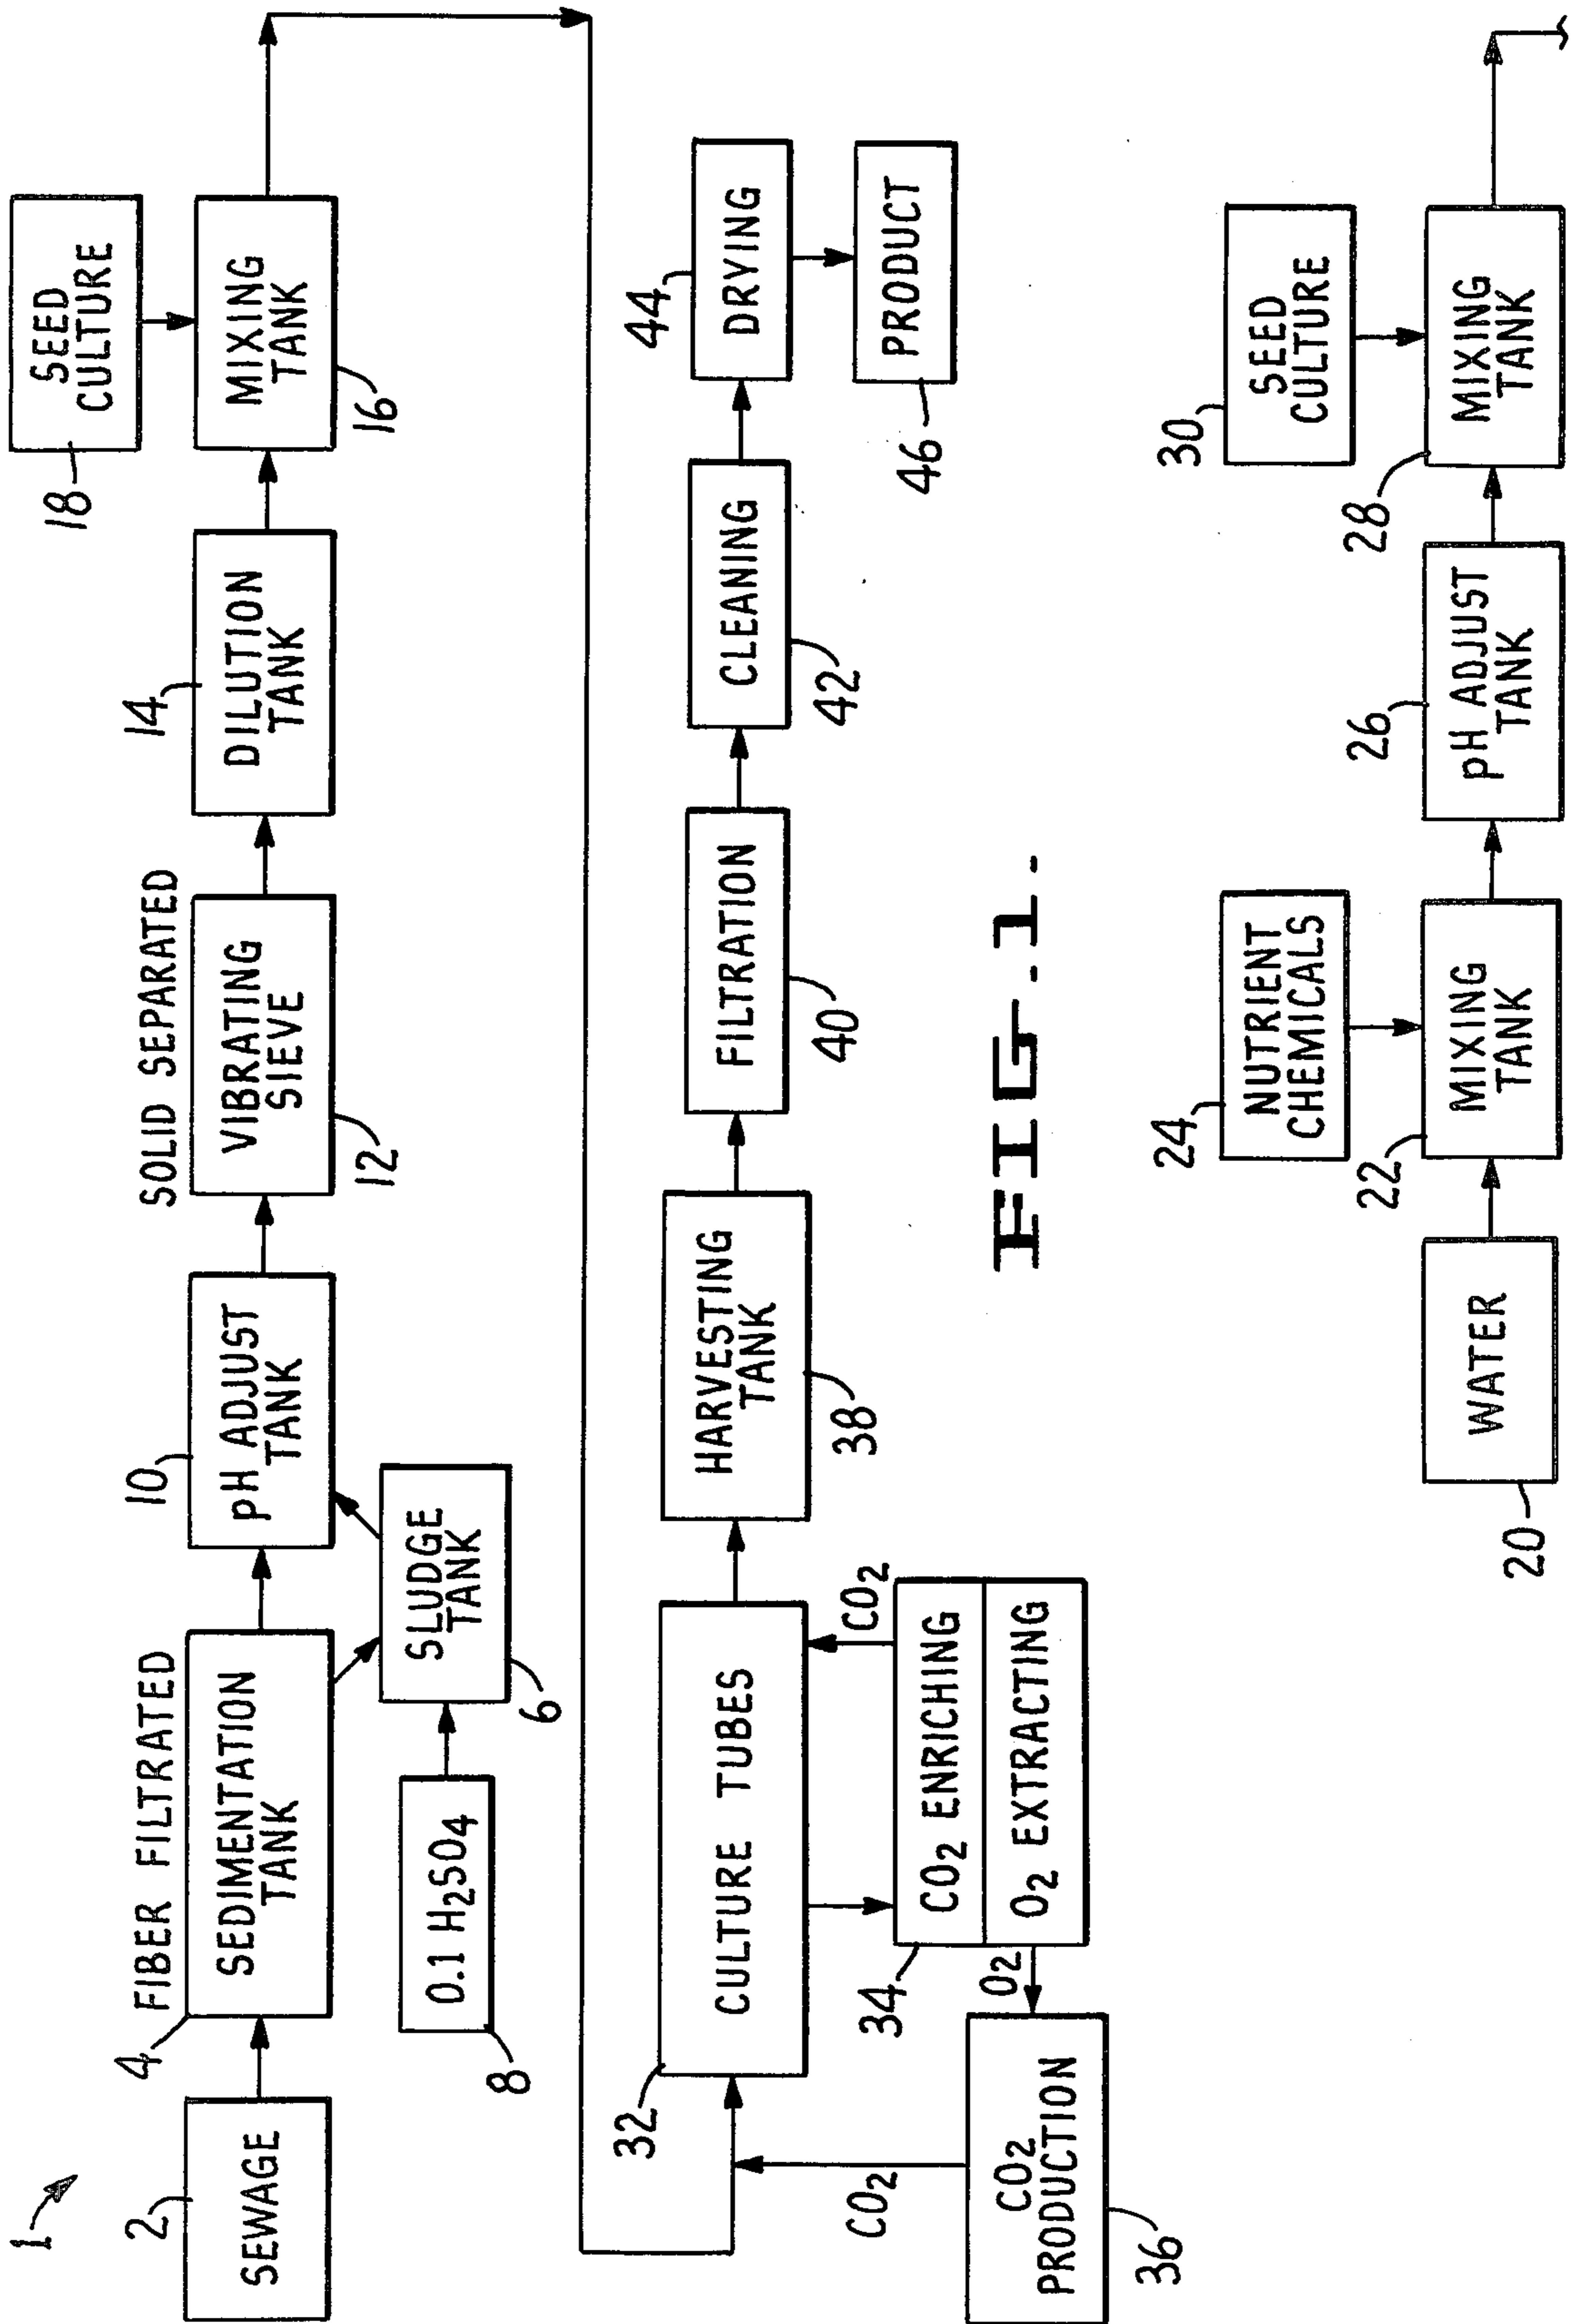 1
2
SEWAGE
4
FIBER FILTRATED
SEDIMENTATION
TANK
6
SLUDGE
TANK
8
0.1 H₂SO₄
10
pH ADJUST
TANK
SOLID SEPARATED
12
VIBRATING
SIEVE
14
DILUTION
TANK
16
MIXING
TANK
18
SEED
CULTURE
32
CULTURE TUBES
34
CO₂ ENRICHING
O₂ EXTRACTING
CO₂
O₂
CO₂
36
CO₂
PRODUCTION
38
HARVESTING
TANK
40
FILTRATION
42
CLEANING
44
DRYING
46
PRODUCT
FIG._1.
20
WATER
22
MIXING
TANK
24
NUTRIENT
CHEMICALS
26
pH ADJUST
TANK
28
MIXING
TANK
30
SEED
CULTURE